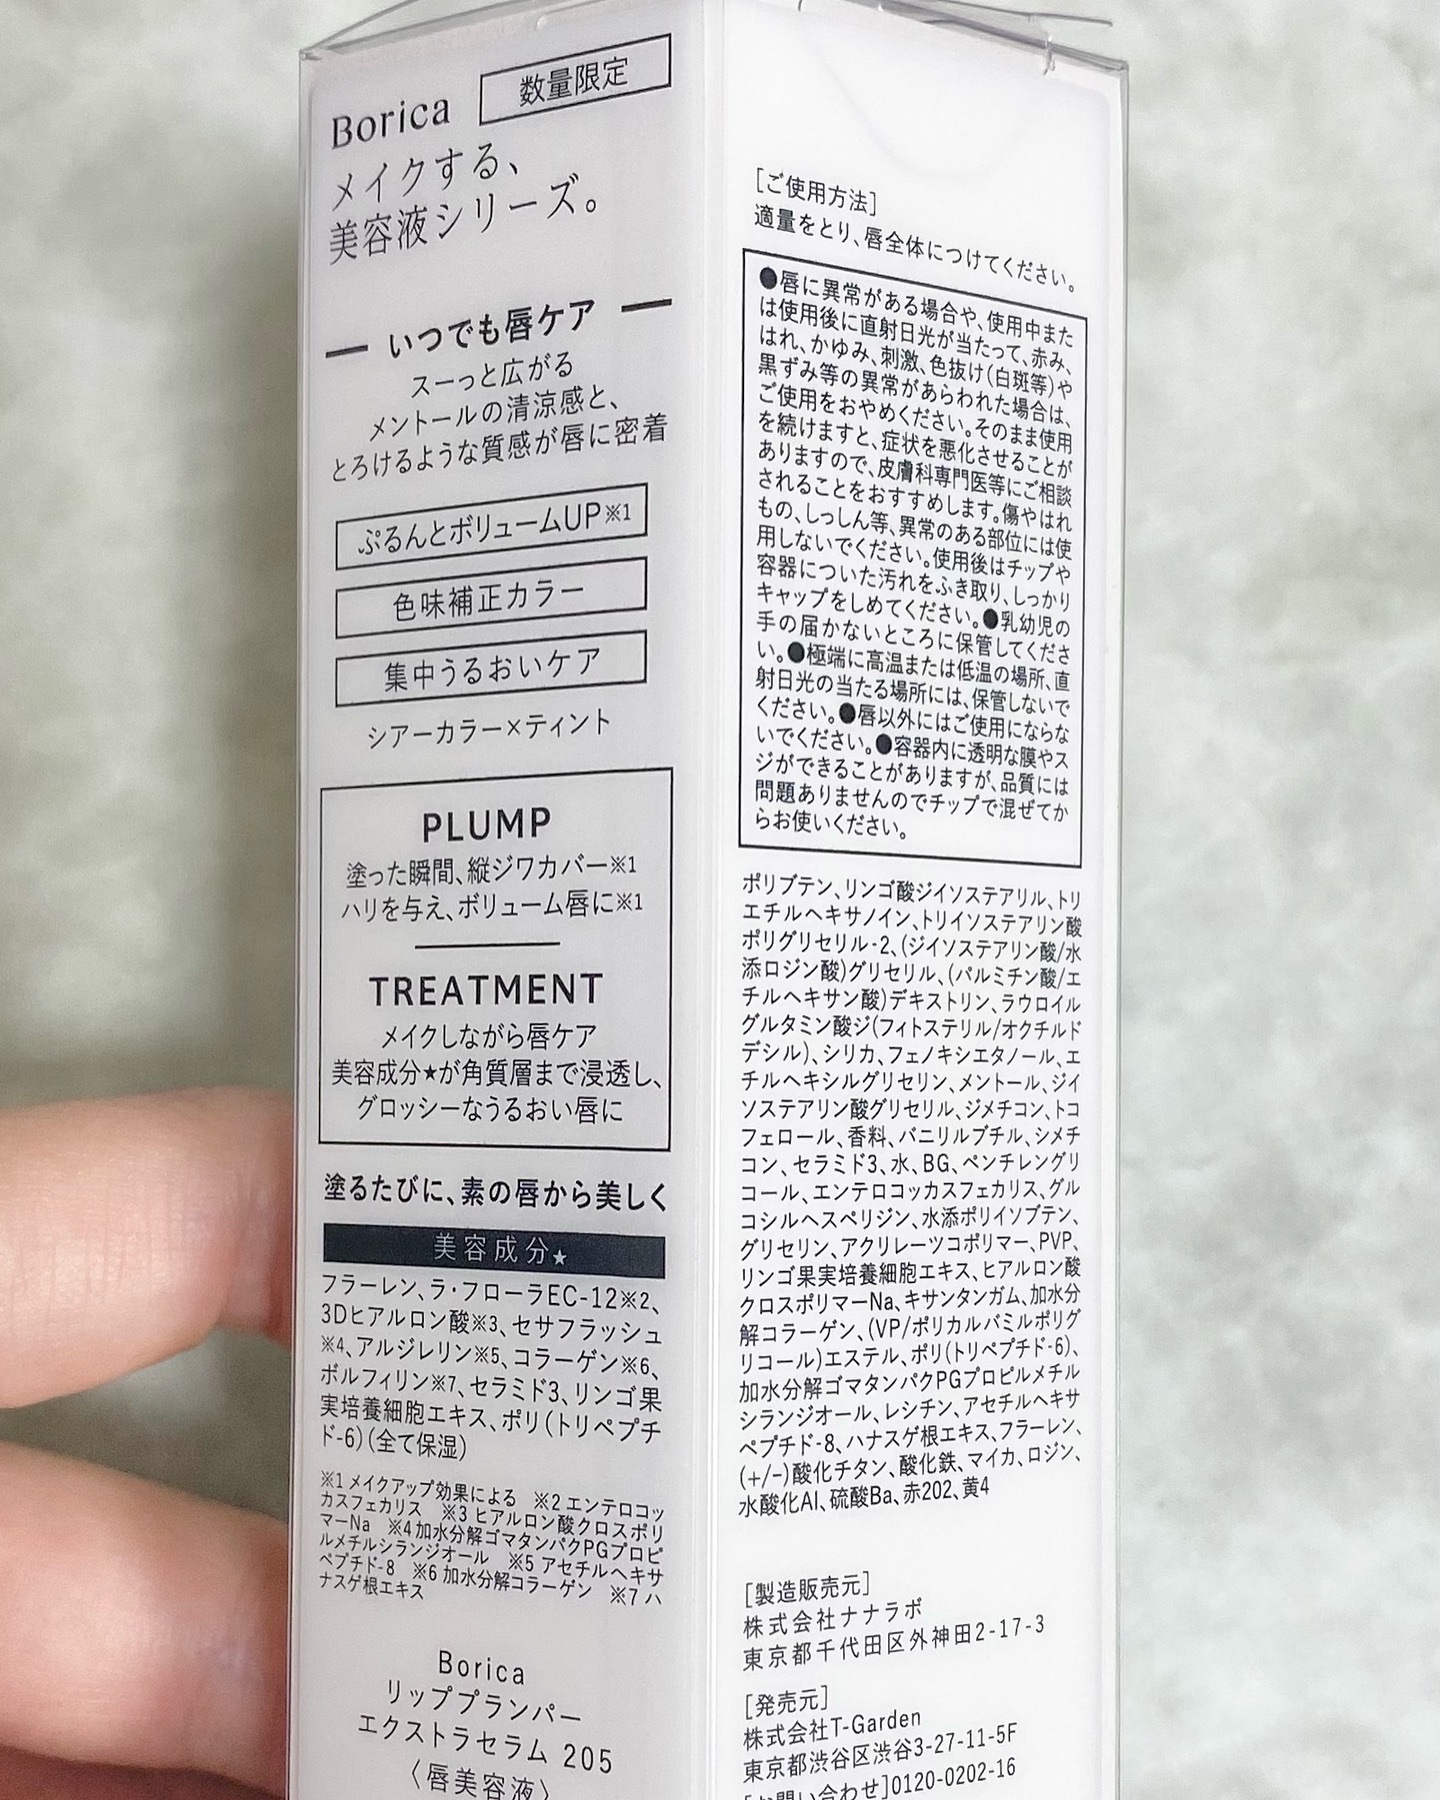 Borica
数量限定
メイクする、
美容液シリーズ。
いつでも唇ケア
スーっと広がる
メントールの清涼感と、
とろけるような質感が唇に密着
ぷるんとボリュームUP※1
色味補正カラー
集中うるおいケア
シアーカラー×ティント
PLUMP
塗った瞬間、縦ジワカバー※1
ハリを与え、ボリューム唇に※1
TREATMENT
メイクしながら唇ケア
美容成分★が角質層まで浸透し、
グロッシーなうるおい唇に
塗るたびに、素の唇から美しく
美容成分★
フラーレン、ラ・フローラEC-12※2、
3Dヒアルロン酸※3、セサフラッシュ
※4、アルジレリン※5、コラーゲン※6、
ボルフィリン※7、セラミド3、リンゴ果
実培養細胞エキス、ポリ(トリペプチ
ド-6)(全て保湿)
※1 メイクアップ効果による ※2 エンテロコッ
カスフェカリス ※3 ヒアルロン酸クロスポリ
マーNa ※4 加水分解ゴマタンパクPGプロピ
ルメチルシランジオール ※5 アセチルヘキサ
ペプチド-8 ※6 加水分解コラーゲン ※7 ハ
ナスゲ根エキス
Borica
リッププランパー
エクストラセラム 205
〈唇美容液〉
[ご使用方法]
適量をとり、唇全体につけてください。
●唇に異常がある場合や、使用中また
は使用後に直射日光が当たって、赤み、
はれ、かゆみ、刺激、色抜け(白斑等)や
黒ずみ等の異常があらわれた場合は、
ご使用をおやめください。そのまま使用
を続けますと、症状を悪化させることが
ありますので、皮膚科専門医等にご相談
されることをおすすめします。傷やはれ
もの、しっしん等、異常のある部位には使
用しないでください。使用後はチップや
容器についた汚れをふき取り、しっかり
キャップをしめてください。●乳幼児の
手の届かないところに保管してくださ
い。●極端に高温または低温の場所、直
射日光の当たる場所には、保管しないで
ください。●唇以外にはご使用にならな
いでください。●容器内に透明な膜やス
ジができることがありますが、品質には
問題ありませんのでチップで混ぜてか
らお使いください。
ポリブテン、リンゴ酸ジイソステアリル、トリ
エチルヘキサノイン、トリイソステアリン酸
ポリグリセリル-2、(ジイソステアリン酸/水
添ロジン酸)グリセリル、(パルミチン酸/エ
チルヘキサン酸)デキストリン、ラウロイル
グルタミン酸ジ(フィトステリル/オクチルド
デシル)、シリカ、フェノキシエタノール、エ
チルヘキシルグリセリン、メントール、ジイ
ソステアリン酸グリセリル、ジメチコン、トコ
フェロール、香料、バニリルブチル、シメチ
コン、セラミド3、水、BG、ペンチレングリ
コール、エンテロコッカスフェカリス、グル
コシルヘスペリジン、水添ポリイソブテン、
グリセリン、アクリレーツコポリマー、PVP、
リンゴ果実培養細胞エキス、ヒアルロン酸
クロスポリマーNa、キサンタンガム、加水分
解コラーゲン、(VP/ポリカルバミルポリグ
リコール)エステル、ポリ(トリペプチド-6)、
加水分解ゴマタンパクPGプロピルメチル
シランジオール、レシチン、アセチルヘキサ
ペプチド-8、ハナスゲ根エキス、フラーレン、
(+/-)酸化チタン、酸化鉄、マイカ、ロジン、
水酸化Al、硫酸Ba、赤202、黄4
[製造販売元]
株式会社ナナラボ
東京都千代田区外神田2-17-3
[発売元]
株式会社T-Garden
東京都渋谷区渋谷3-27-11-5F
[お問い合わせ]0120-0202-16